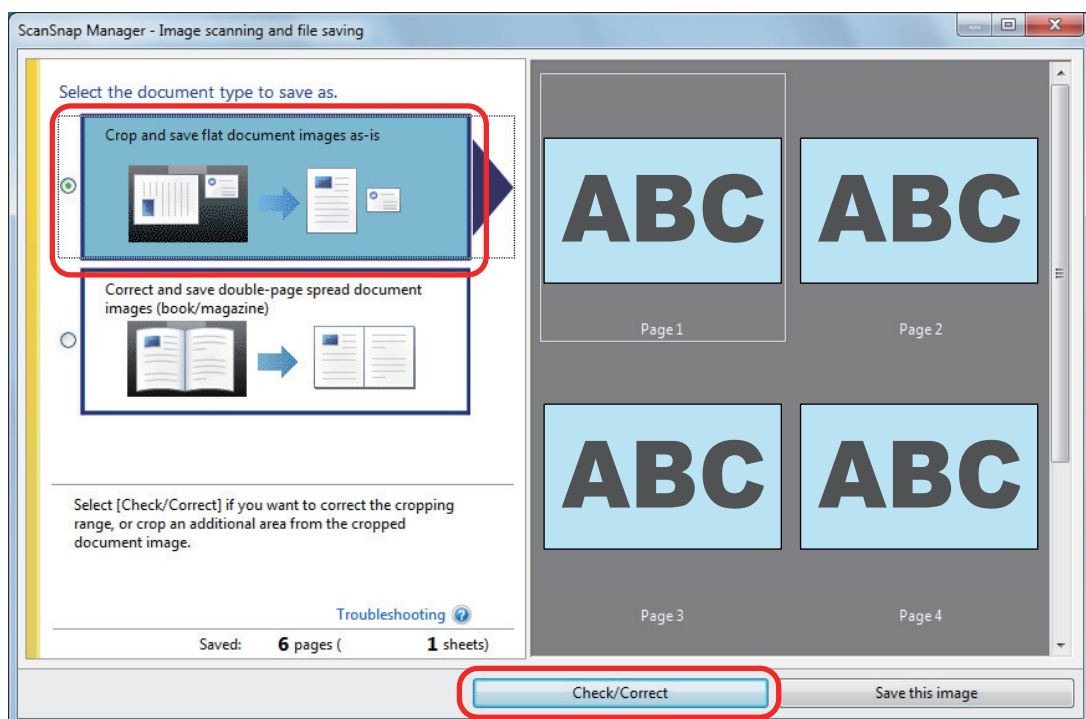 ScanSnap Manager - Image scanning and file saving
Select the document type to save as.
Crop and save flat document images as-is
Correct and save double-page spread document
images (book/magazine)
Select [Check/Correct] if you want to correct the cropping
range, or crop an additional area from the cropped
document image.
Troubleshooting
Saved: 6 pages ( 1 sheets)
ABC ABC
Page 1 Page 2
ABC ABC
Page 3 Page 4
Check/Correct Save this image